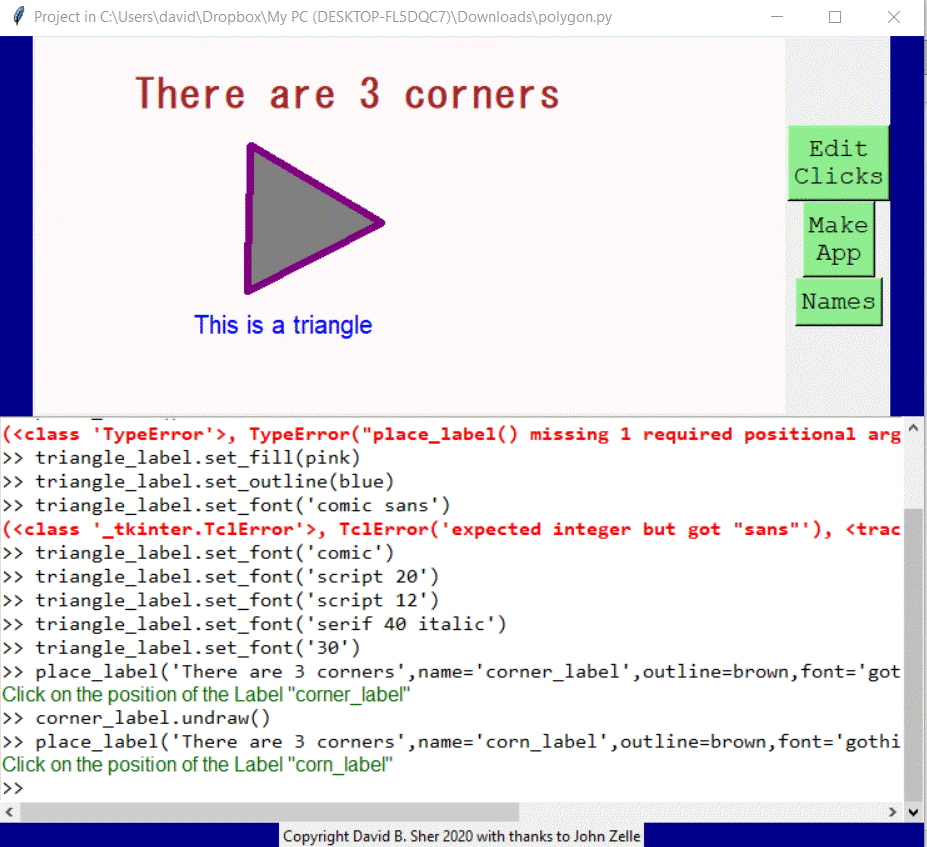 Project in C:\Users\david\Dropbox\My PC (DESKTOP-FL5DQC7)\Downloads\polygon.py
There are 3 corners
This is a triangle
Edit
Clicks
Make
App
Names
(<class 'TypeError'>, TypeError("place_label() missing 1 required positional arg
>> triangle_label.set_fill(pink)
>> triangle_label.set_outline(blue)
>> triangle_label.set_font('comic sans')
(<class '_tkinter.TclError'>, TclError('expected integer but got "sans"'), <trac
>> triangle_label.set_font('comic')
>> triangle_label.set_font('script 20')
>> triangle_label.set_font('script 12')
>> triangle_label.set_font('serif 40 italic')
>> triangle_label.set_font('30')
>> place_label('There are 3 corners',name='corner_label',outline=brown,font='got
Click on the position of the Label "corner_label"
>> corner_label.undraw()
>> place_label('There are 3 corners',name='corn_label',outline=brown,font='gothi
Click on the position of the Label "corn_label"
>>
Copyright David B. Sher 2020 with thanks to John Zelle